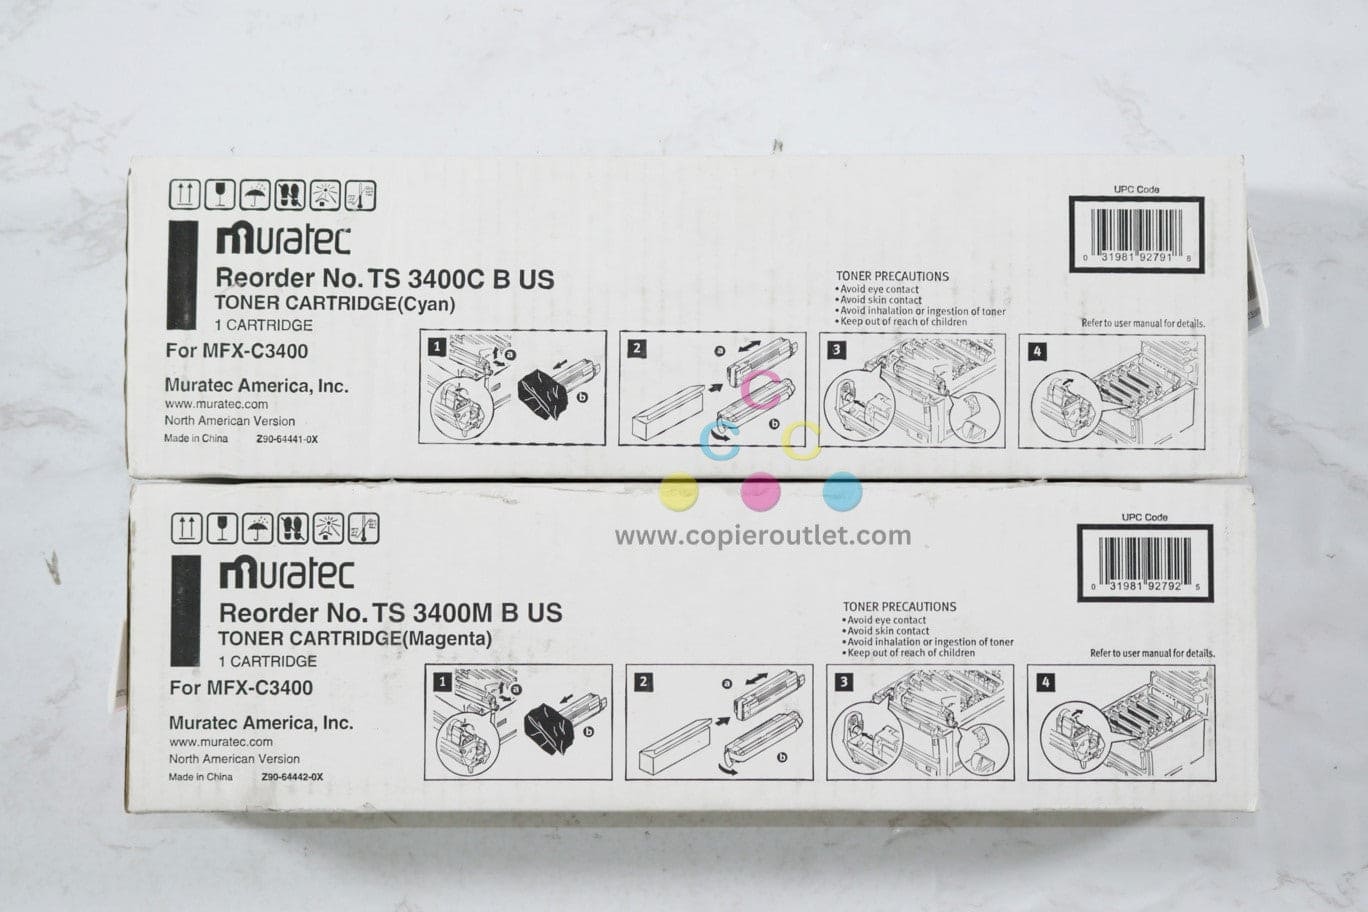 muratec
Reorder No. TS 3400C B US
TONER CARTRIDGE(Cyan)
1 CARTRIDGE
For MFX-C3400
Muratec America, Inc.
www.muratec.com
North American Version
Made in China Z90-64441-0X
1
a
b
2
a
b
3
4
TONER PRECAUTIONS
•Avoid eye contact
•Avoid skin contact
•Avoid inhalation or ingestion of toner
•Keep out of reach of children
UPC Code
0 31981 92791 8
Refer to user manual for details.
C
C C
www.copieroutlet.com
muratec
Reorder No. TS 3400M B US
TONER CARTRIDGE(Magenta)
1 CARTRIDGE
For MFX-C3400
Muratec America, Inc.
www.muratec.com
North American Version
Made in China Z90-64442-0X
1
a
b
2
a
b
3
4
TONER PRECAUTIONS
•Avoid eye contact
•Avoid skin contact
•Avoid inhalation or ingestion of toner
•Keep out of reach of children
UPC Code
0 31981 92792 5
Refer to user manual for details.